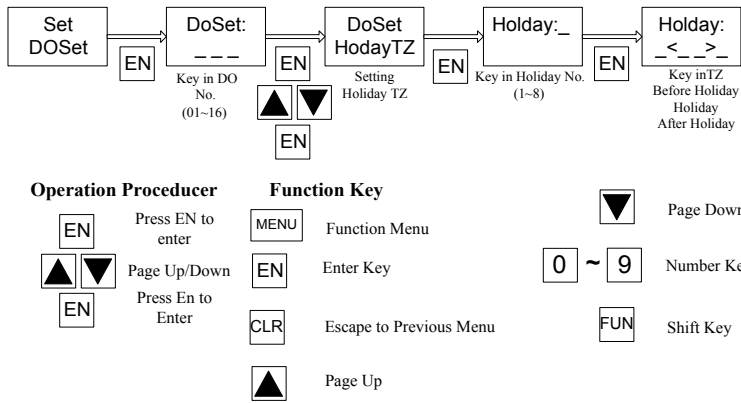 Set
DOSet
EN
DoSet:
_ _ _
Key in DO
No.
(01~16)
EN
EN
DoSet
HodayTZ
Setting
Holiday TZ
EN
Holday:_
Key in Holiday No.
(1~8)
EN
Holday:
_<_ _>_
Key inTZ
Before Holiday
Holiday
After Holiday
Operation Proceducer
EN
Press EN to
enter
Page Up/Down
EN
Press En to
Enter
Function Key
MENU
Function Menu
EN
Enter Key
CLR
Escape to Previous Menu
Page Up
Page Down
0 ~ 9
Number Ke
FUN
Shift Key